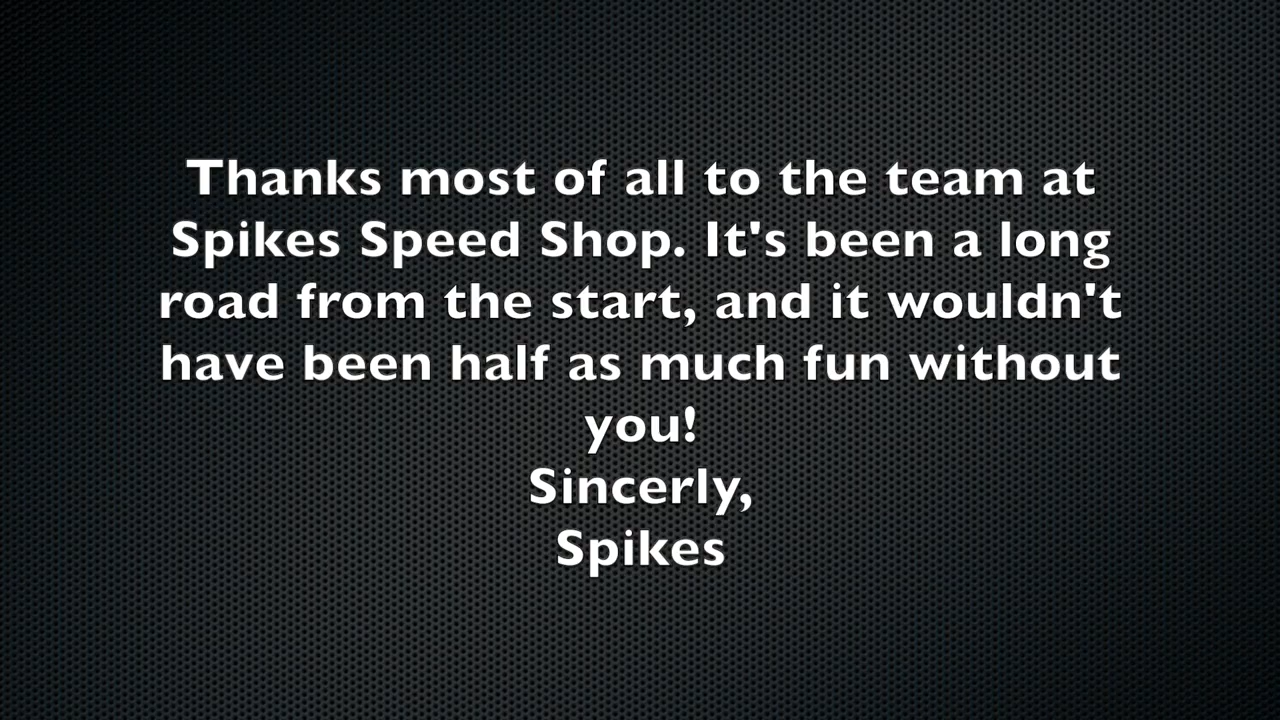 Thanks most of all to the team at
Spikes Speed Shop. It's been a long
road from the start, and it wouldn't
have been half as much fun without
you!
Sincerly,
Spikes